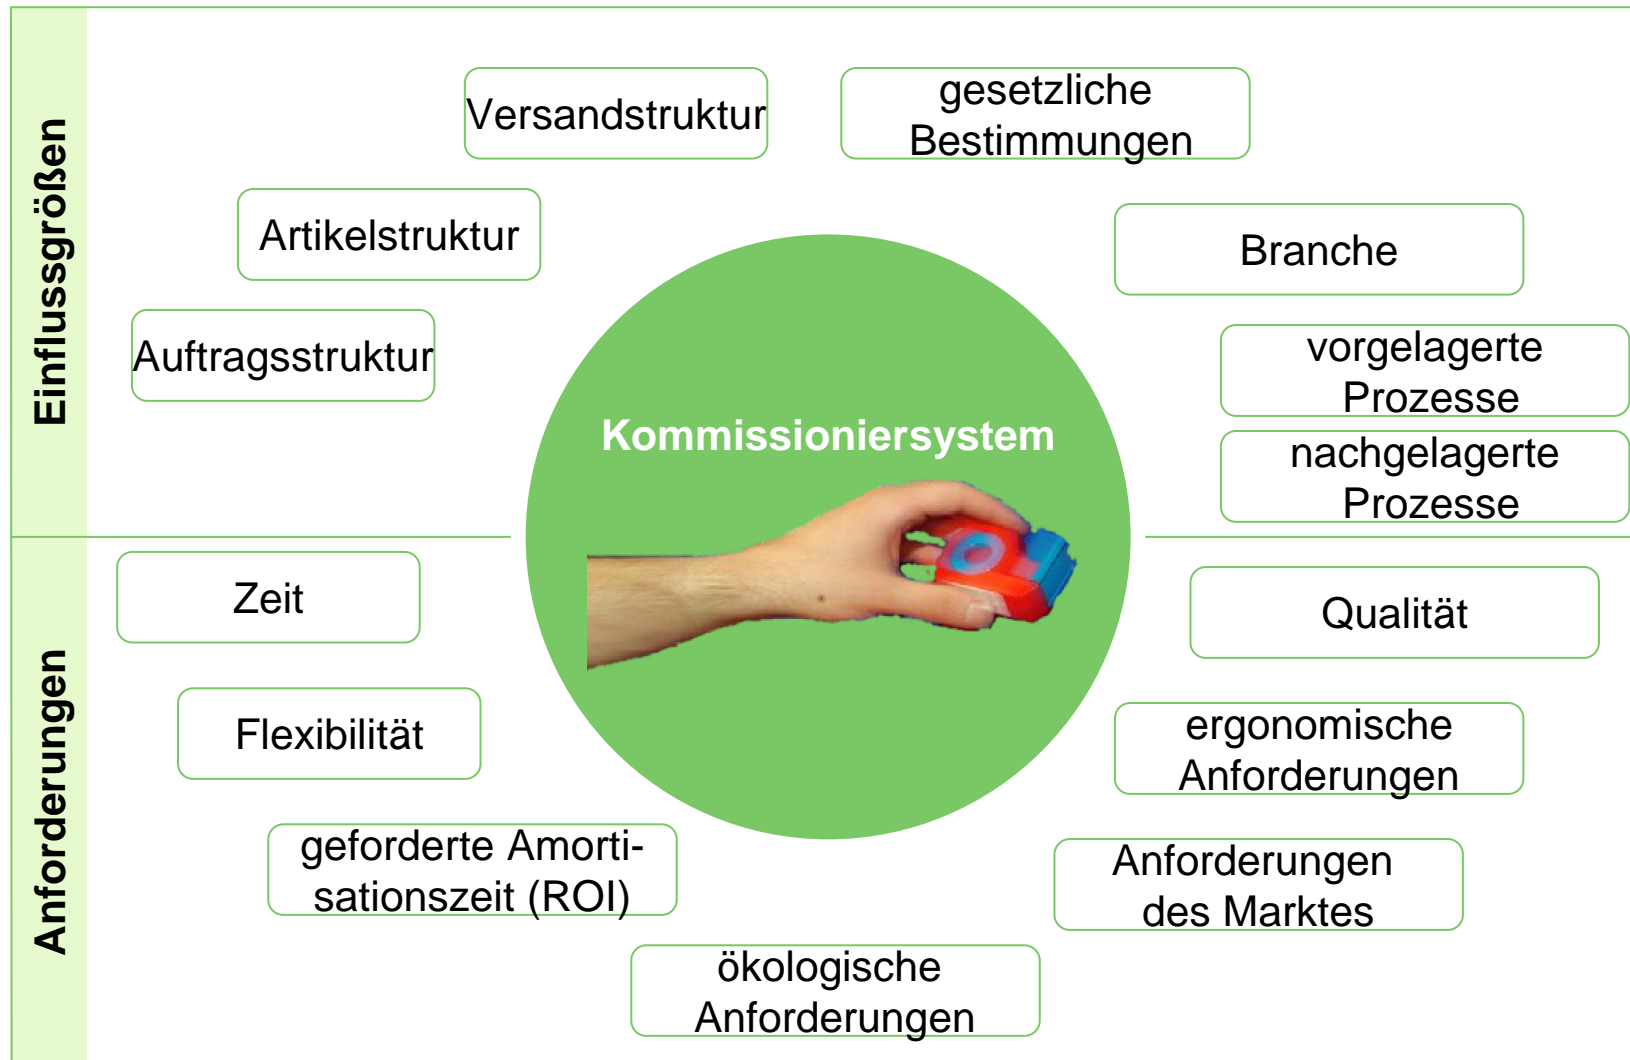 Einflussgrößen
Versandstruktur
gesetzliche
Bestimmungen
Artikelstruktur
Branche
Auftragsstruktur
vorgelagerte
Prozesse
nachgelagerte
Prozesse
Kommissioniersystem
Anforderungen
Zeit
Qualität
Flexibilität
ergonomische
Anforderungen
geforderte Amorti-
sationszeit (ROI)
Anforderungen
des Marktes
ökologische
Anforderungen